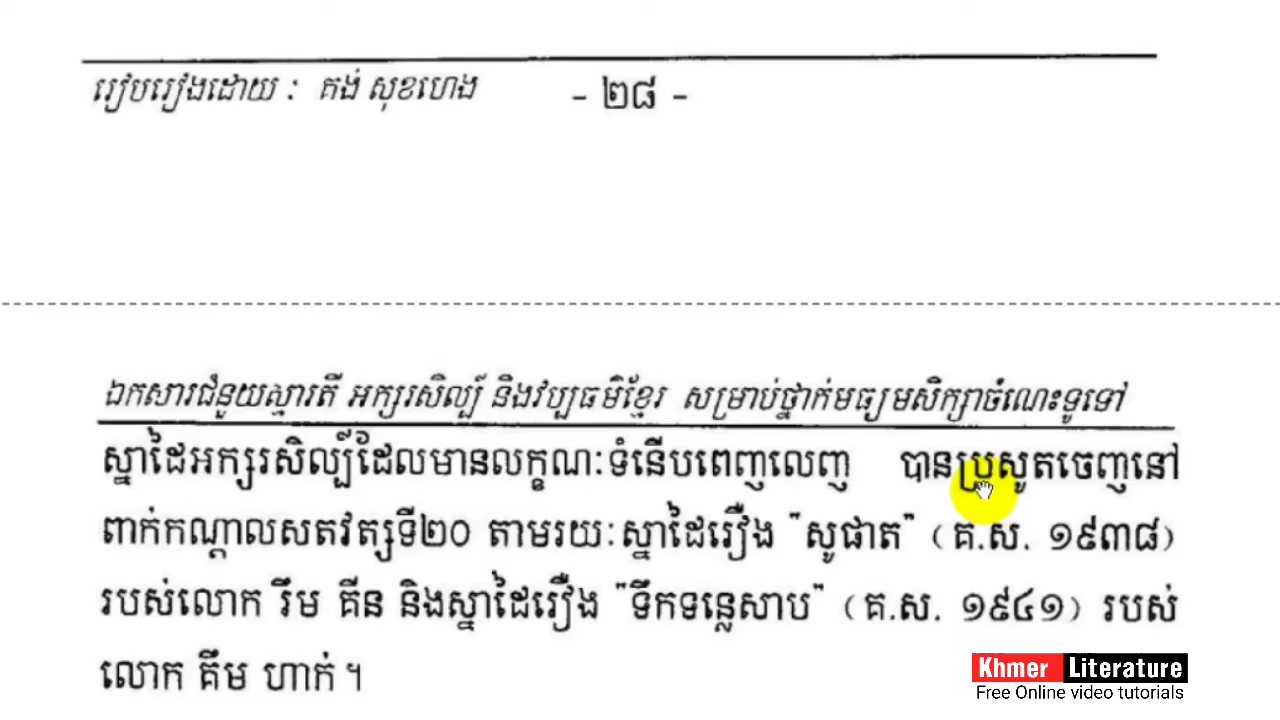 រៀបរៀងដោយ : គង់ សុខហេង - ២៨ -
ឯកសារជំនួយស្មារតី អក្សរសិល្ប៍ និងវប្បធម៌ខ្មែរ សម្រាប់ថ្នាក់មធ្យមសិក្សាចំណេះទូទៅ
ស្នាដៃអក្សរសិល្ប៍ដែលមានលក្ខណៈទំនើបពេញលេញ បានប្រសូតចេញនៅ
ពាក់កណ្តាលសតវត្សទី២០ តាមរយៈស្នាដៃរឿង "សូផាត" (គ.ស. ១៩៣៨)
របស់លោក រឹម គីន និងស្នាដៃរឿង "ទឹកទន្លេសាប" (គ.ស. ១៩៤១) របស់
លោក គឹម ហាក់ ។
Khmer Literature
Free Online video tutorials